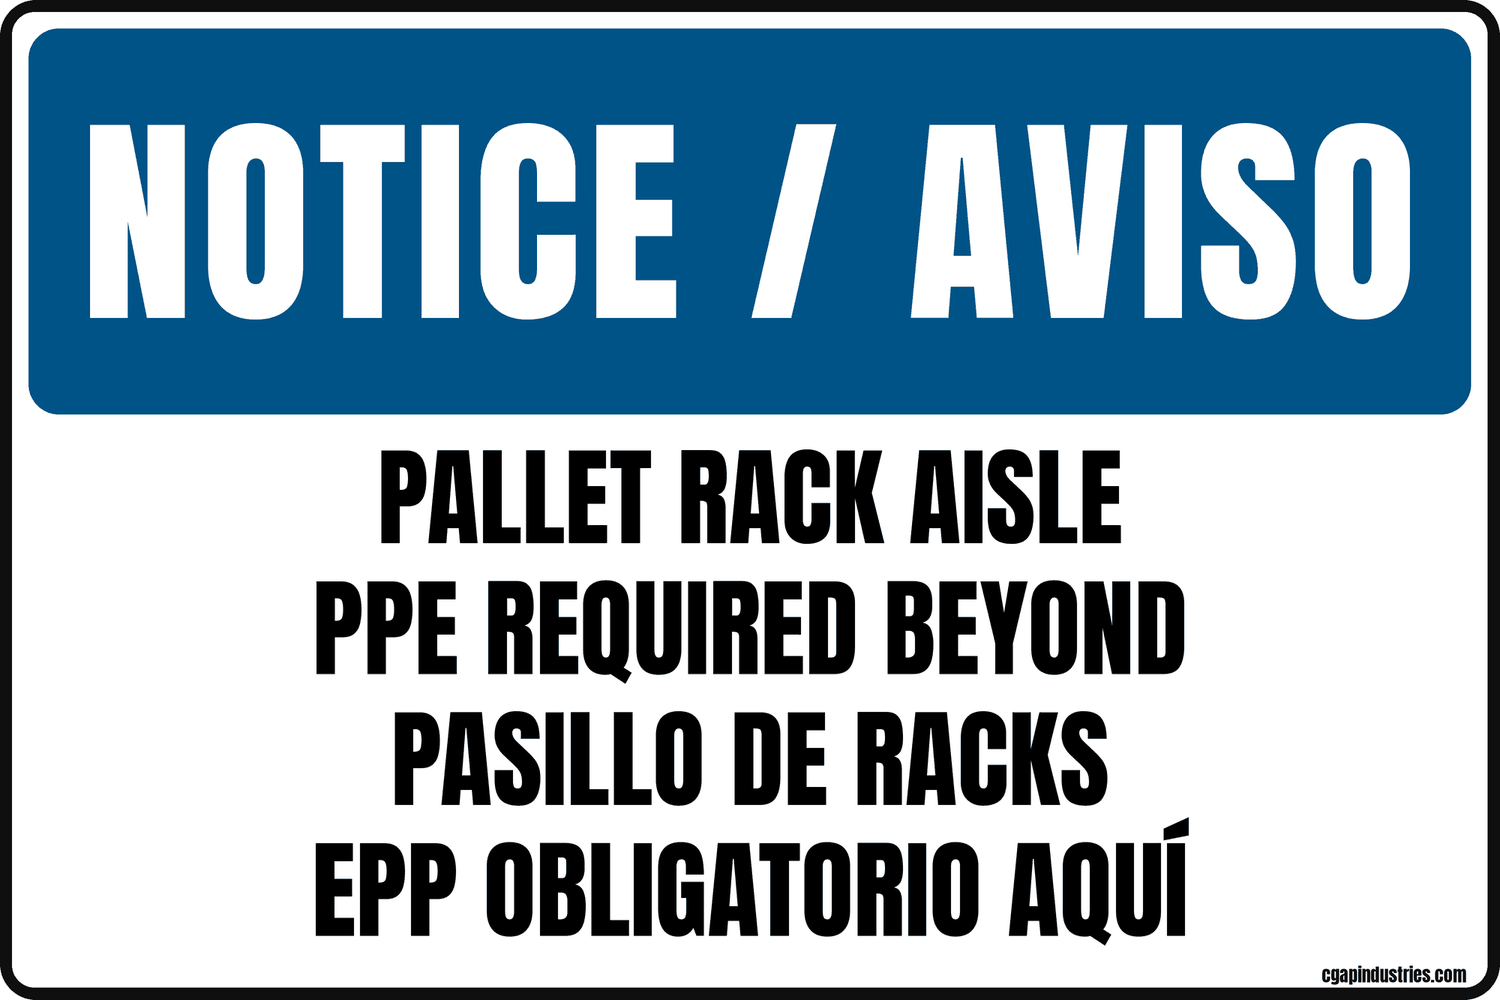 NOTICE / AVISO
PALLET RACK AISLE
PPE REQUIRED BEYOND
PASILLO DE RACKS
EPP OBLIGATORIO AQUÍ
cgapindustries.com